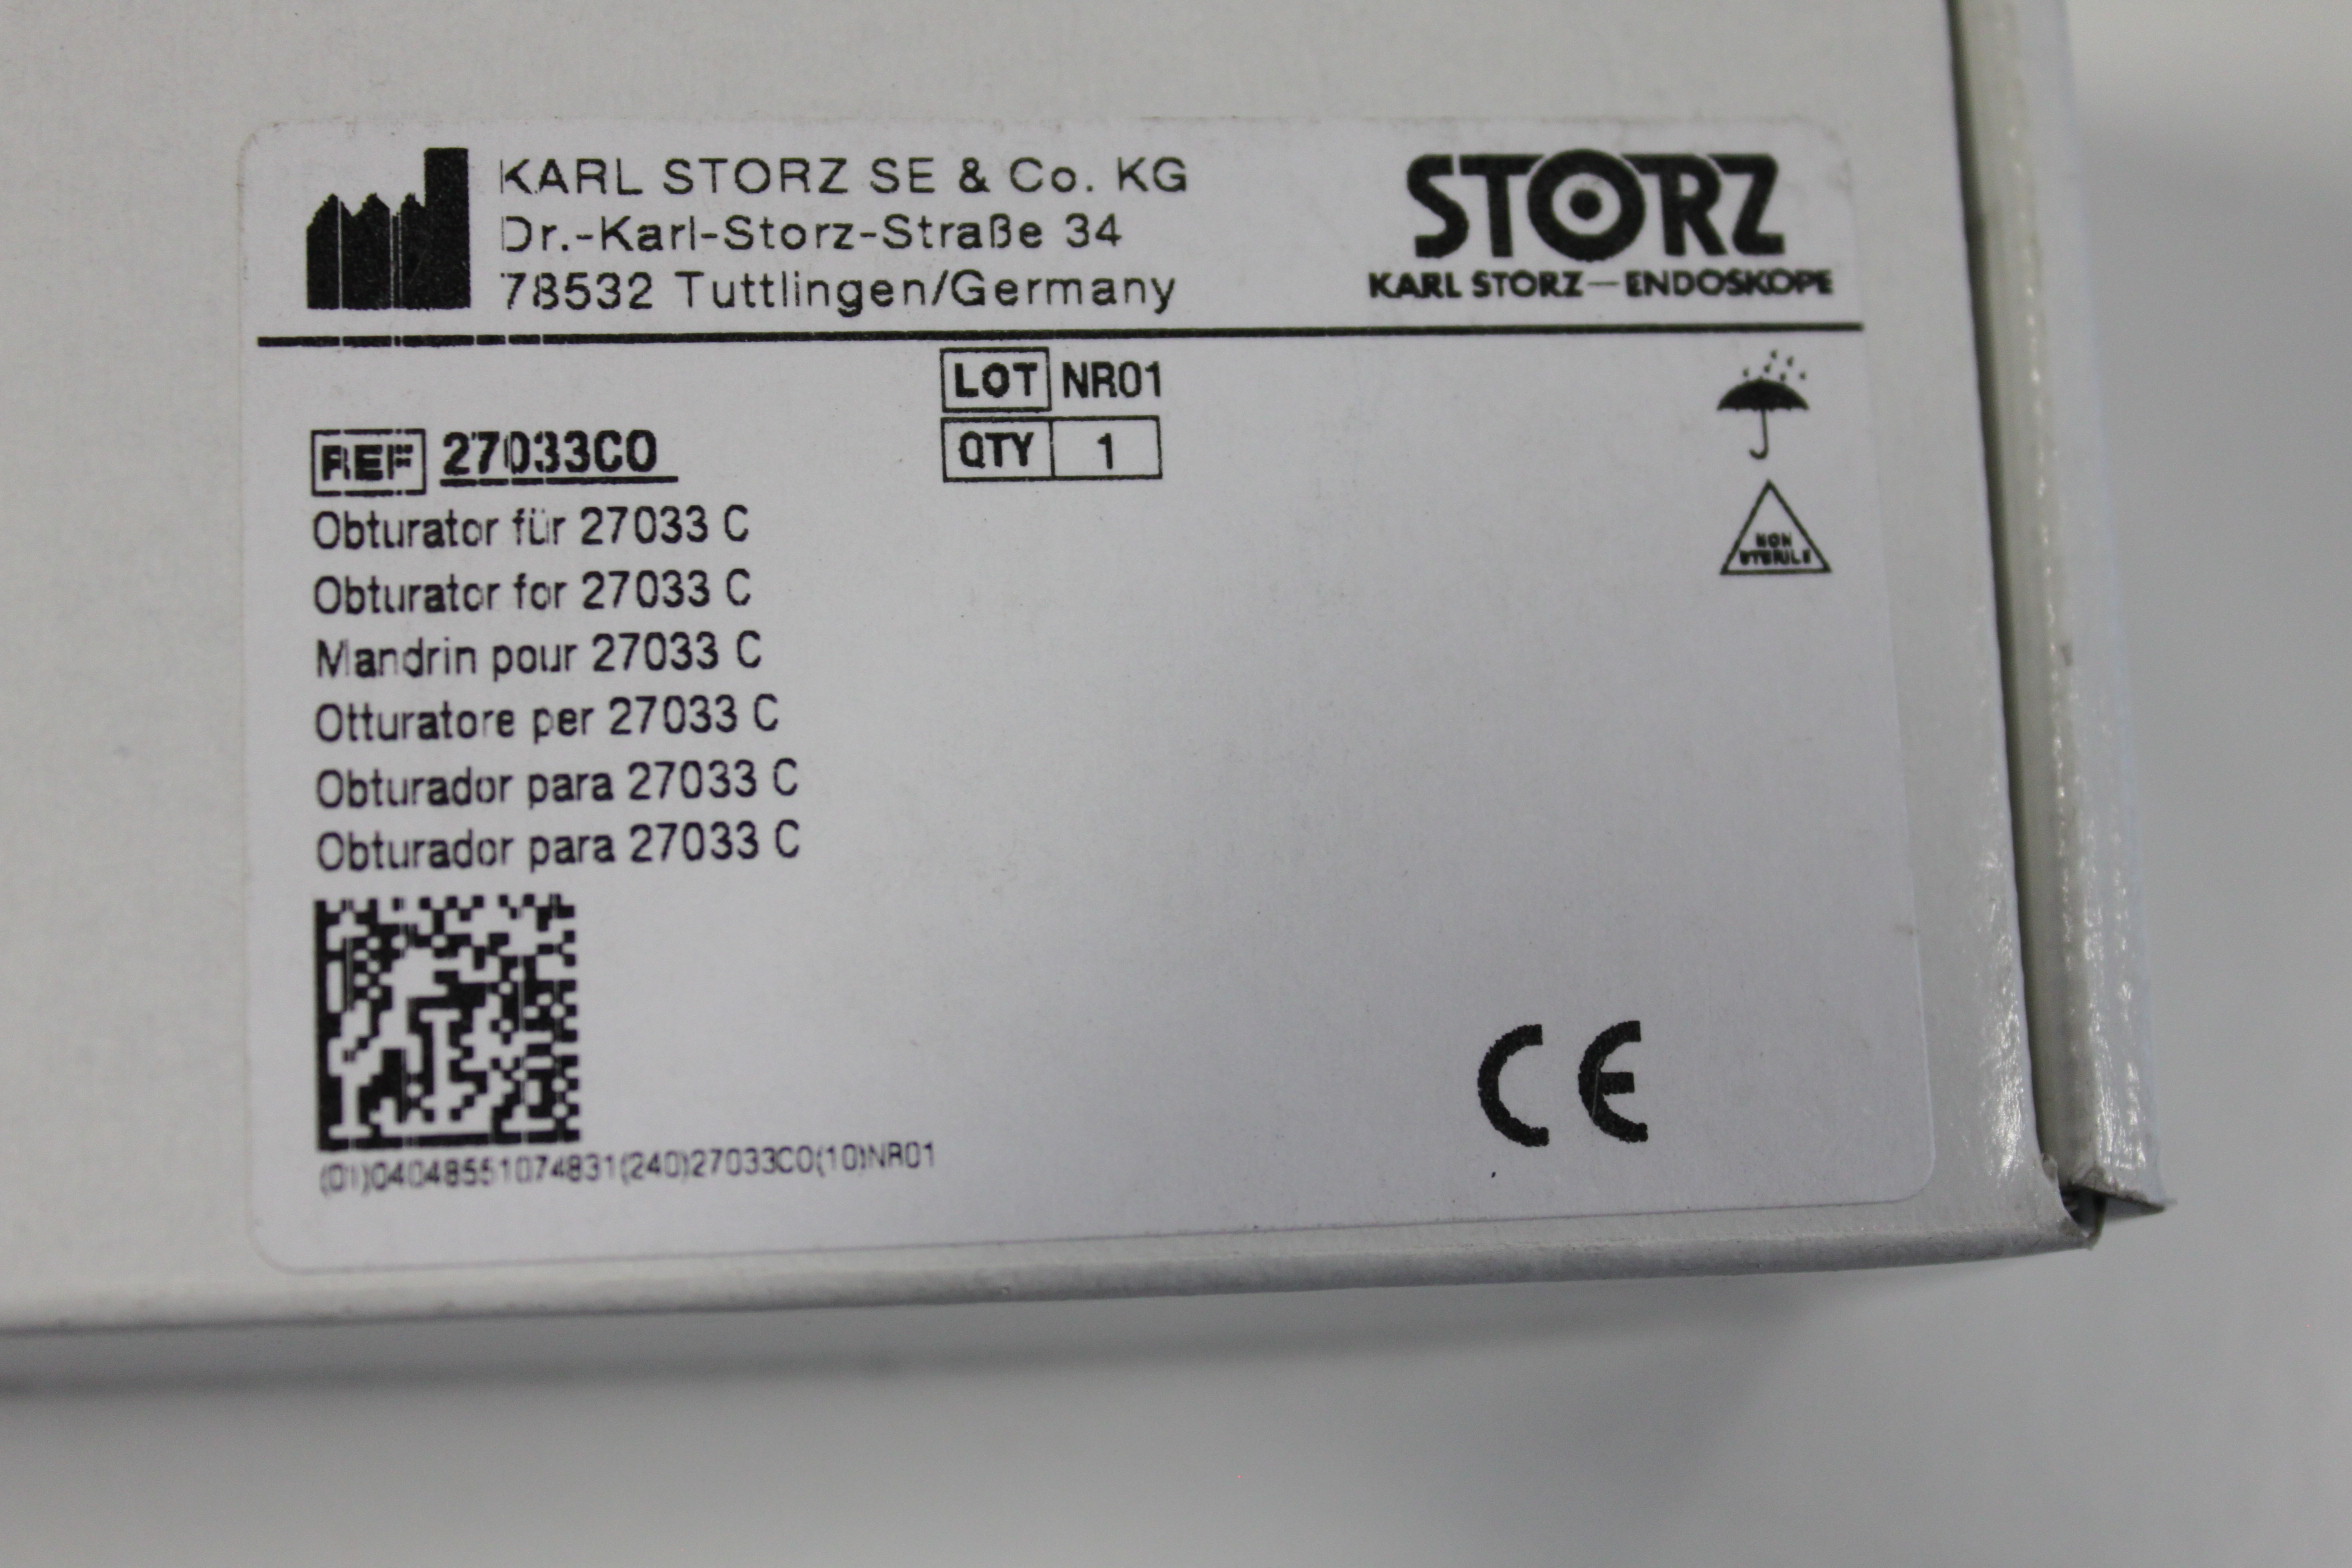 KARL STORZ SE & Co. KG
Dr.-Karl-Storz-Straße 34
78532 Tuttlingen/Germany
STORZ
KARL STORZ—ENDOSKOPE
LOT NR01
QTY 1
REF 27033CO
Obturator für 27033 C
Obturator for 27033 C
Mandrin pour 27033 C
Otturatore per 27033 C
Obturador para 27033 C
Obturador para 27033 C
NON
STERILE
(01)04048551074831(240)27033CO(10)NR01
CE